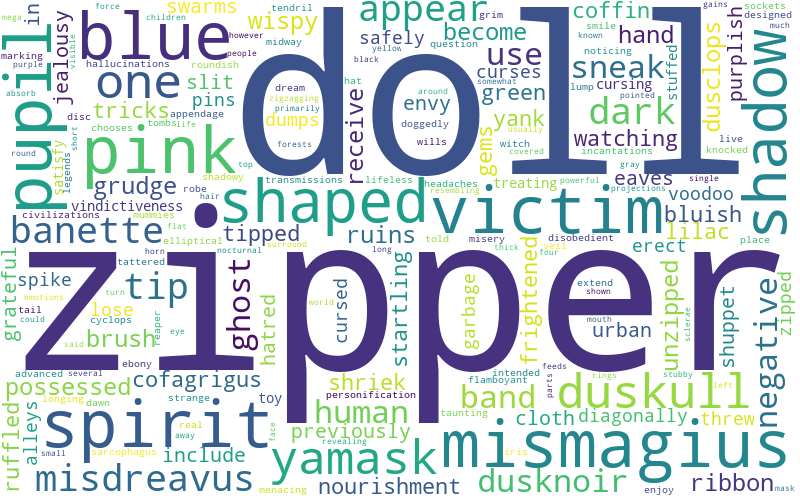 mega
force
children
swarms
wispy
tendril
appear
coffin
smile
eaves
sockets
gains
designed
much
in
marking
purple
absorb
jealousy
hallucinations
blue
however
people
grim
midway
safely
become
known
noticing
hand
stuffed
doll
pupil
one
roundish
slit
hat
yellow
black
question
use
sneak
lump
cursing
purplish
pointed
tricks
appendage
pins
dream
zigzagging
around
somewhat
curses
green
dusclops
shadow
disc
chooses
tombs
life
dumps
primarily
forests
receive
envy
doggedly
gems
yank
dark
watching
live
knocked
round
satisfy
legends
short
pink
shadowy
top
wills
usually
witch
covered
incantations
gray
single
transmissions
lifeless
headaches
resembling
treating
powerful
projections
voodoo
visible
grudge
robe
hair
shaped
victim
bluish
vindictiveness
civilizations
mummies
flat
banette
elliptical
tipped
ruins
told
misery
disobedient
lilac
place
horn
nocturnal
surround
long
thick
four
veil
erect
tattered
zipper
grateful
spike
tail
could
emotions
turn
tip
ghost
cursed
startling
frightened
extend
shown
mouth
urban
unzipped
shuppet
zipped
negative
lose
cyclops
said
reaper
eye
brush
hatred
world
garbage
sclerae
ebony
advanced
several
possessed
cofagrigus
shriek
flamboyant
intended
feeds
personification
rings
parts
stubby
left
duskull
longing
dawn
strange
toy
include
human
taunting
band
cloth
diagonally
threw
ruffled
alleys
spirit
real
away
small
sarcophagus
face
previously
revealing
yamask
mismagius
misdreavus
menacing
nourishment
iris
dusknoir
ribbon
enjoy
mask